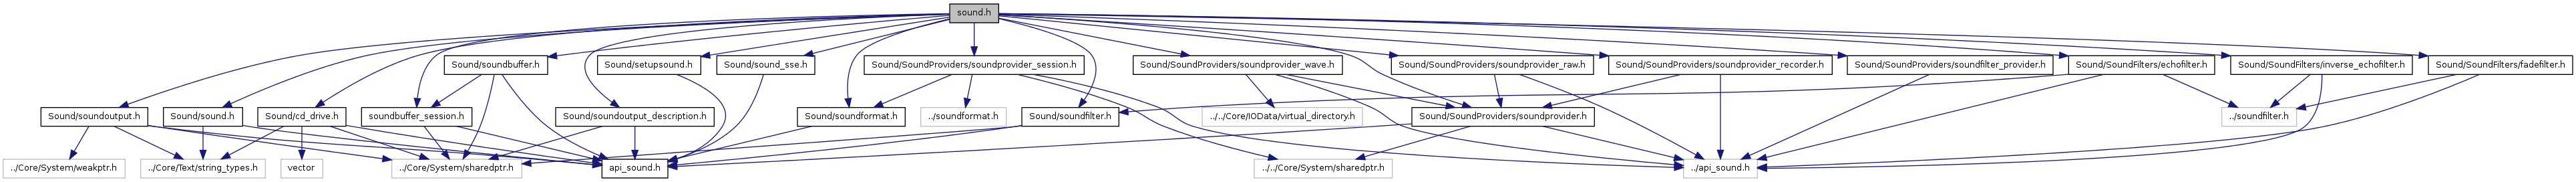 sound.h
Sound/soundbuffer.h
Sound/setupsound.h
Sound/sound_sse.h
Sound/SoundProviders/soundprovider_session.h
Sound/SoundProviders/soundprovider_wave.h
Sound/SoundProviders/soundprovider_raw.h
Sound/SoundProviders/soundprovider_recorder.h
Sound/SoundProviders/soundfilter_provider.h
Sound/SoundFilters/echofilter.h
Sound/SoundFilters/inverse_echofilter.h
Sound/SoundFilters/fadefilter.h
Sound/soundoutput.h
Sound/sound.h
Sound/cd_drive.h
soundbuffer_session.h
Sound/soundoutput_description.h
Sound/soundformat.h
../soundformat.h
Sound/soundfilter.h
../../Core/IOData/virtual_directory.h
Sound/SoundProviders/soundprovider.h
../soundfilter.h
../Core/System/weakptr.h
../Core/Text/string_types.h
vector
../Core/System/sharedptr.h
api_sound.h
../../Core/System/sharedptr.h
../api_sound.h